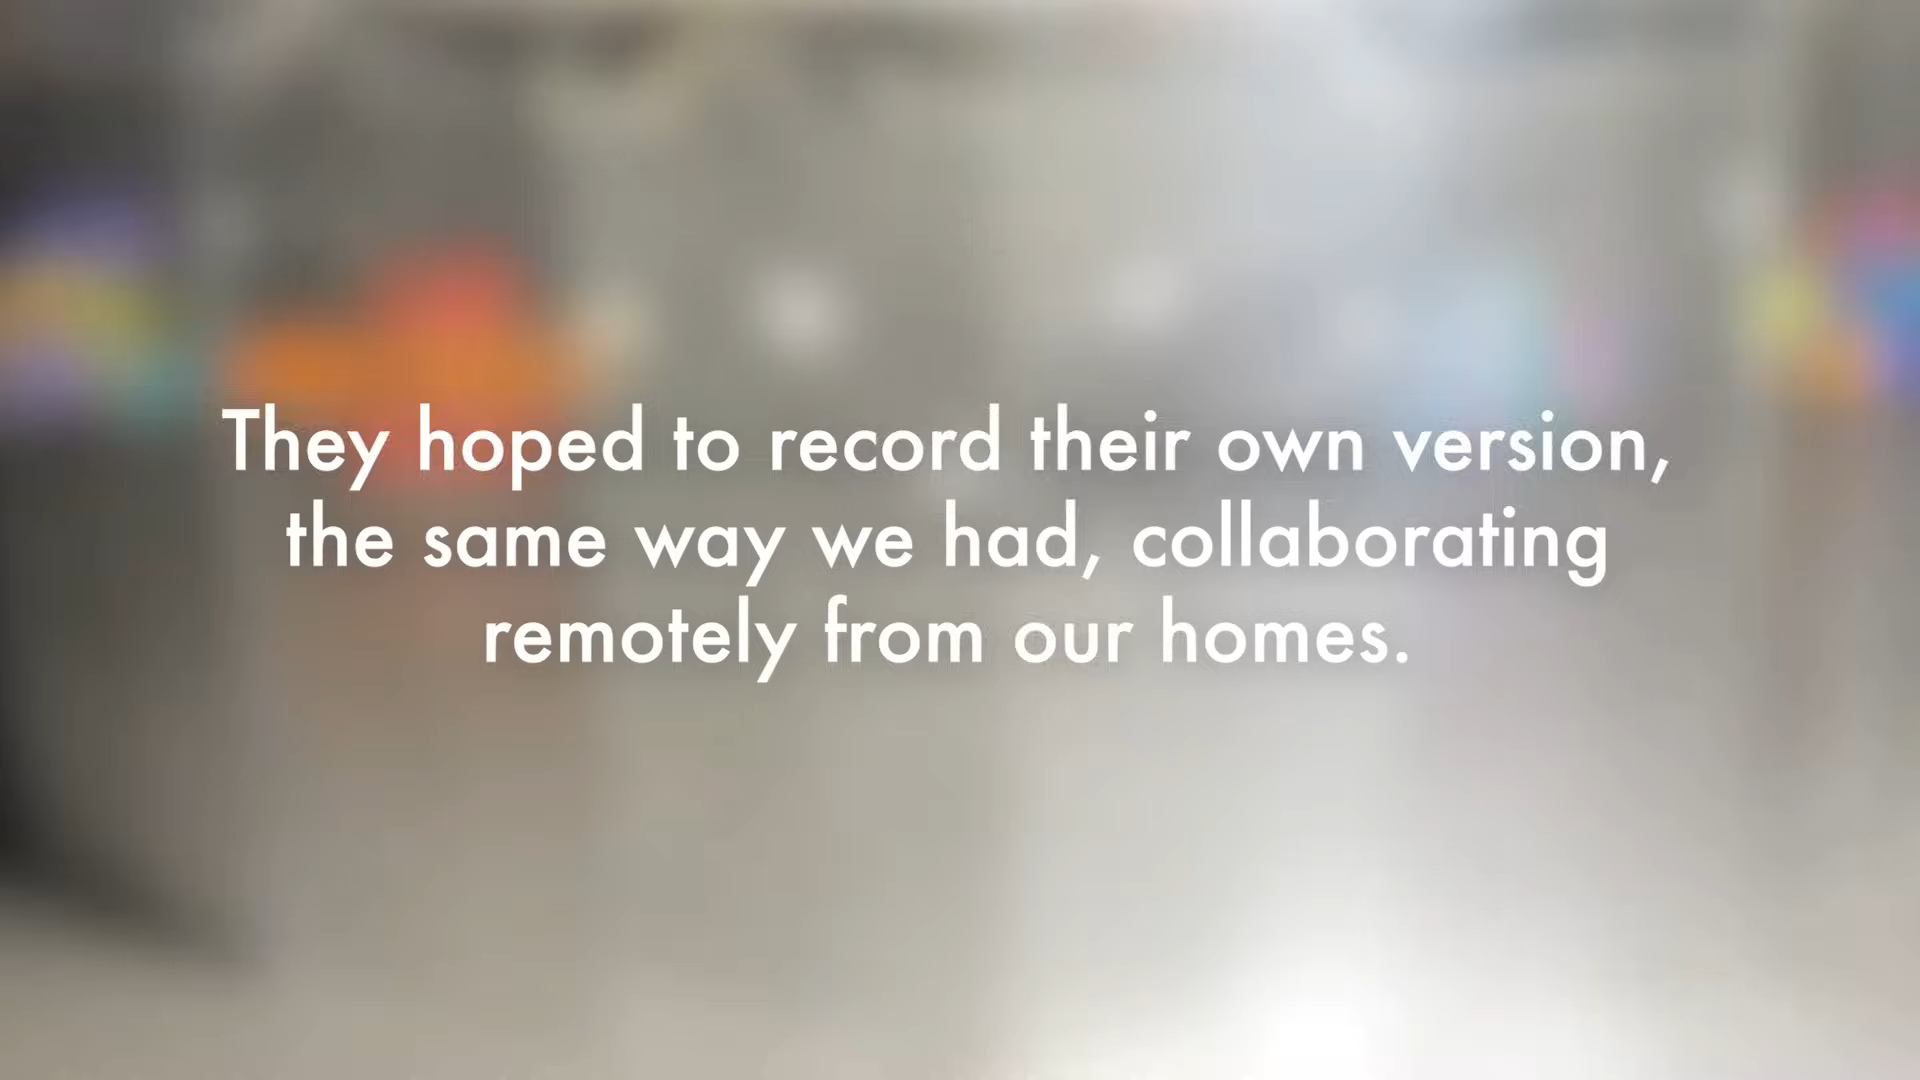 They hoped to record their own version,
the same way we had, collaborating
remotely from our homes.